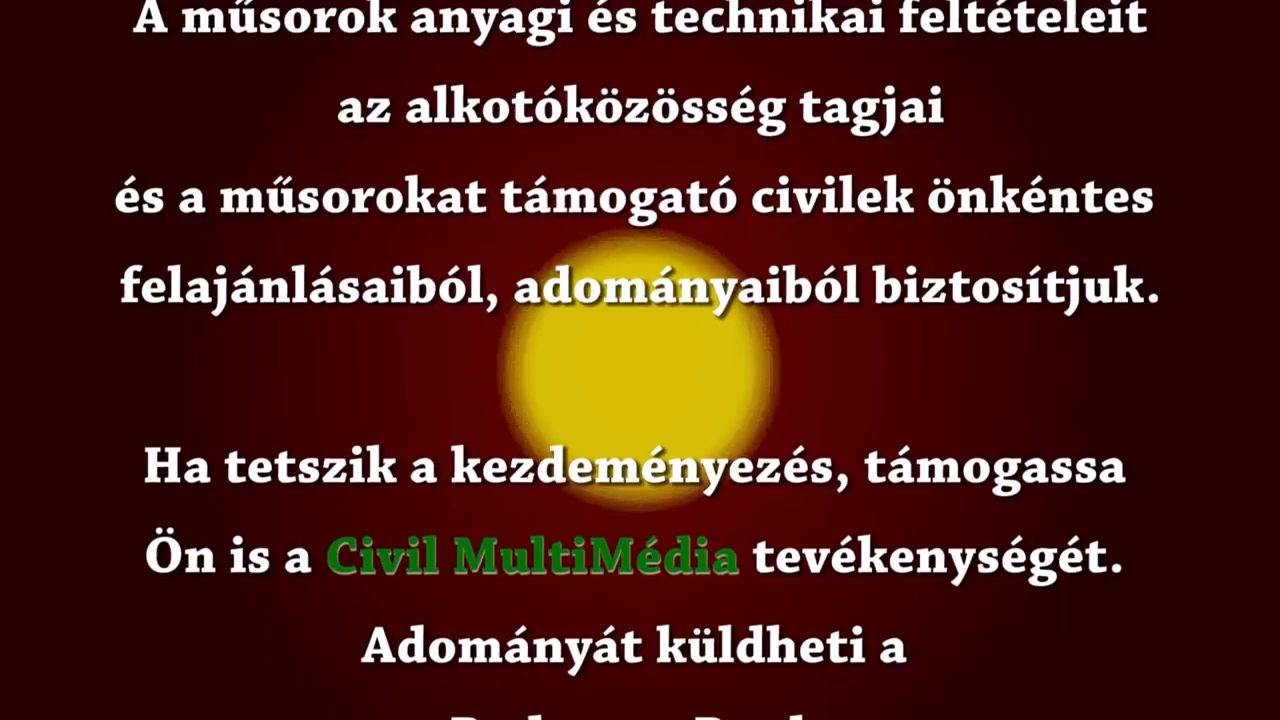 A műsorok anyagi és technikai feltételeit
az alkotóközösség tagjai
és a műsorokat támogató civilek önkéntes
felajánlásaiból, adományaiból biztosítjuk.
Ha tetszik a kezdeményezés, támogassa
Ön is a Civil MultiMédia tevékenységét.
Adományát küldheti a